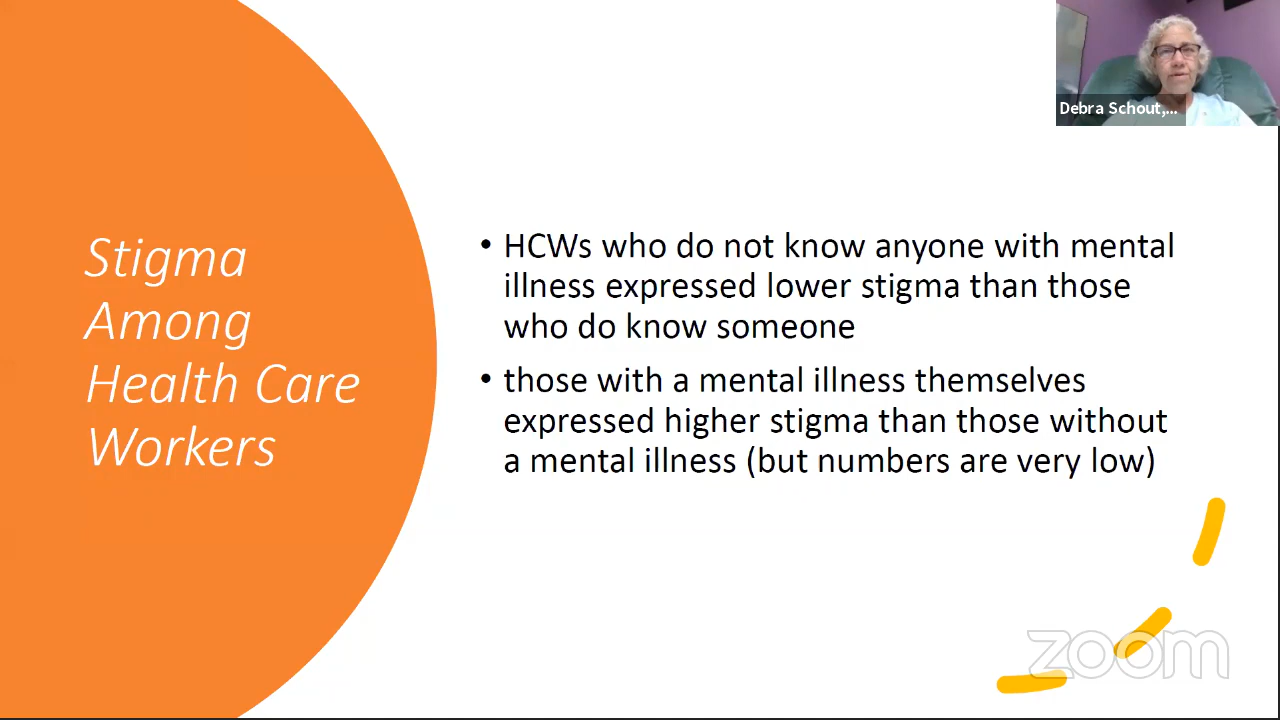 Debra Schout,...
Stigma
Among
Health Care
Workers
• HCWs who do not know anyone with mental
illness expressed lower stigma than those
who do know someone
• those with a mental illness themselves
expressed higher stigma than those without
a mental illness (but numbers are very low)
zoom